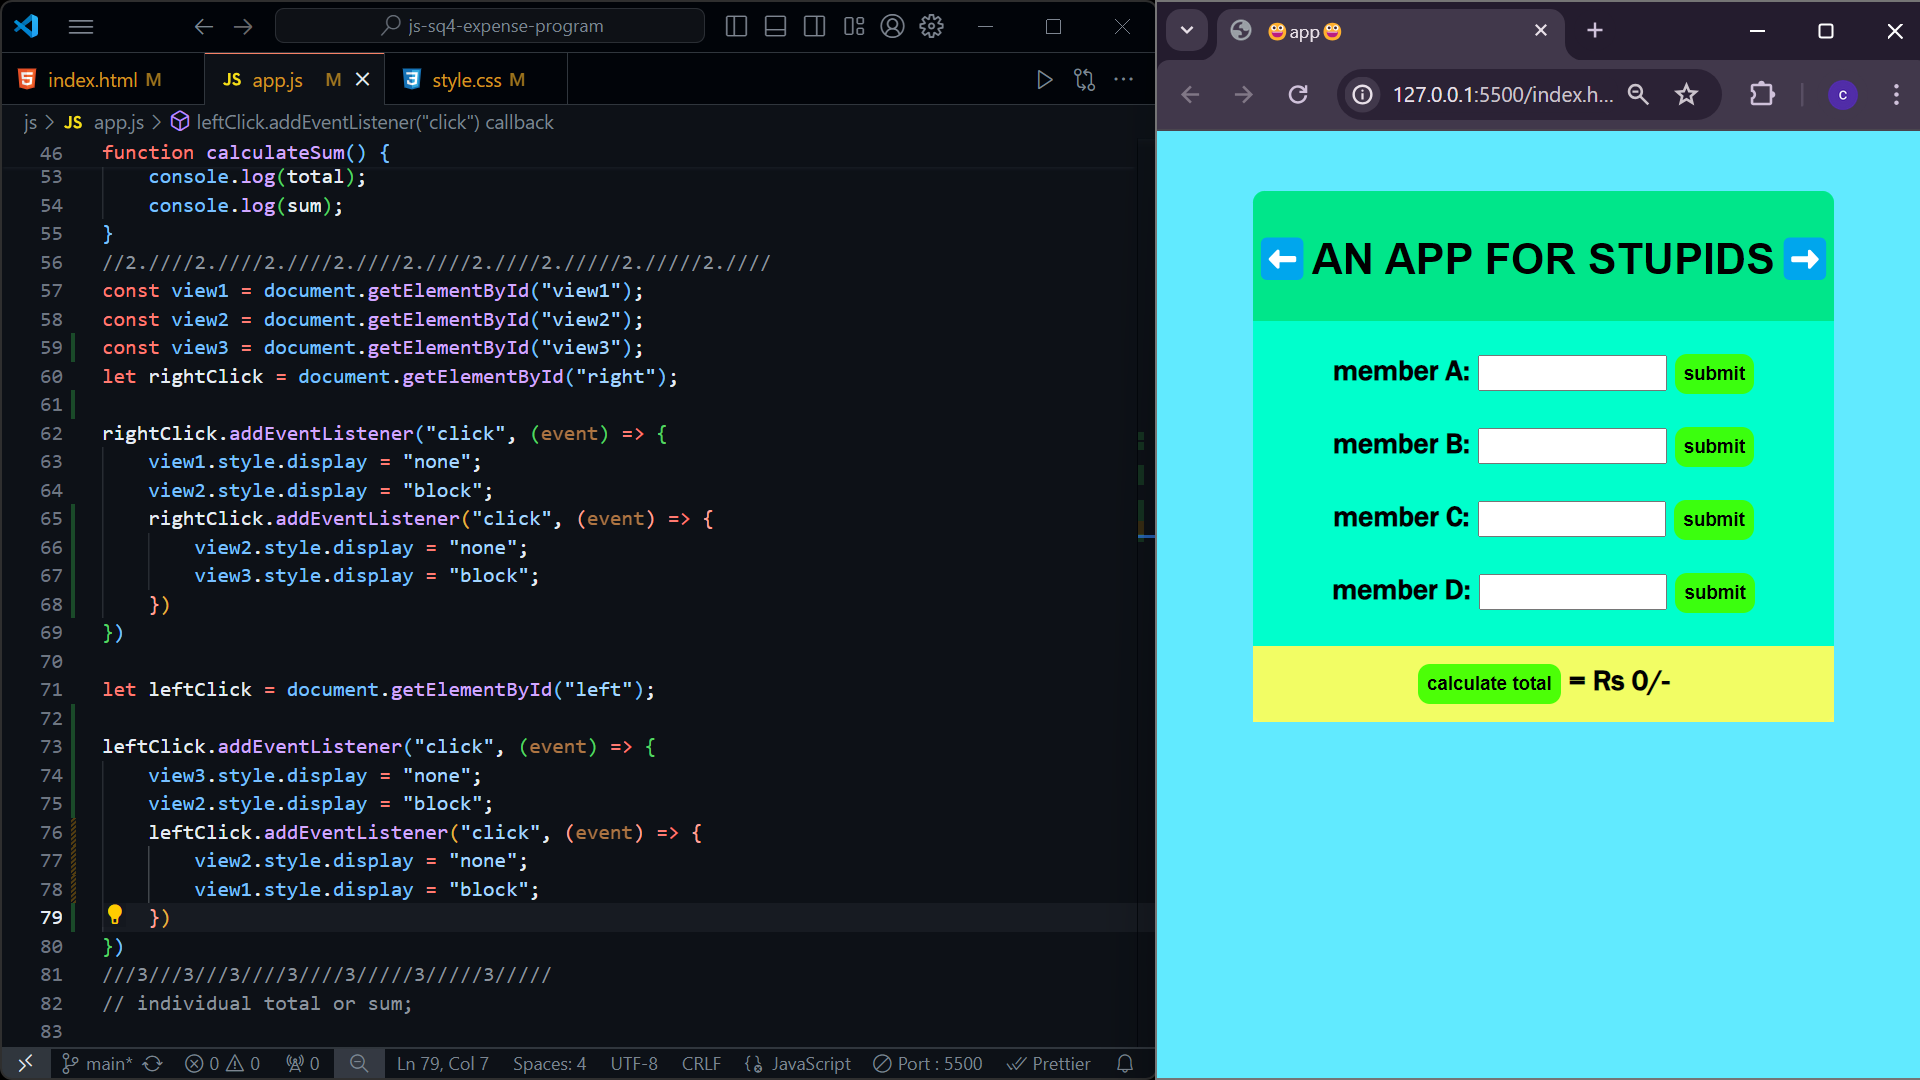 js-sq4-expense-program
index.html M
JS app.js M
style.css M
js > JS app.js > leftClick.addEventListener("click") callback
46 function calculateSum() {
53 console.log(total);
54 console.log(sum);
55 }
56 //2.////2.////2.////2.////2.////2.////2./////2./////2.////
57 const view1 = document.getElementById("view1");
58 const view2 = document.getElementById("view2");
59 const view3 = document.getElementById("view3");
60 let rightClick = document.getElementById("right");
61
62 rightClick.addEventListener("click", (event) => {
63 view1.style.display = "none";
64 view2.style.display = "block";
65 rightClick.addEventListener("click", (event) => {
66 view2.style.display = "none";
67 view3.style.display = "block";
68 })
69 })
70
71 let leftClick = document.getElementById("left");
72
73 leftClick.addEventListener("click", (event) => {
74 view3.style.display = "none";
75 view2.style.display = "block";
76 leftClick.addEventListener("click", (event) => {
77 view2.style.display = "none";
78 view1.style.display = "block";
79 })
80 })
81 ///3///3///3////3////3/////3/////3/////
82 // individual total or sum;
83
main* 0 0 0 Ln 79, Col 7 Spaces: 4 UTF-8 CRLF JavaScript Port : 5500 Prettier
app
127.0.0.1:5500/index.h...
c
AN APP FOR STUPIDS
member A: submit
member B: submit
member C: submit
member D: submit
calculate total = Rs 0/-